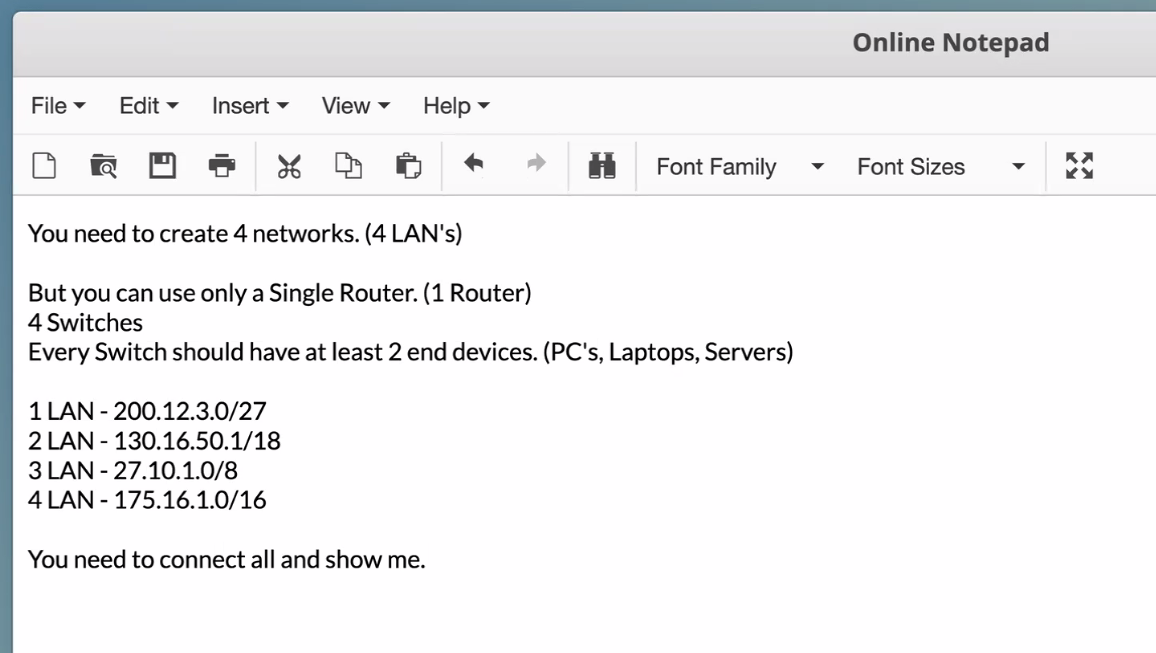 Online Notepad
File Edit Insert View Help
Font Family Font Sizes
You need to create 4 networks. (4 LAN's)
But you can use only a Single Router. (1 Router)
4 Switches
Every Switch should have at least 2 end devices. (PC's, Laptops, Servers)
1 LAN - 200.12.3.0/27
2 LAN - 130.16.50.1/18
3 LAN - 27.10.1.0/8
4 LAN - 175.16.1.0/16
You need to connect all and show me.